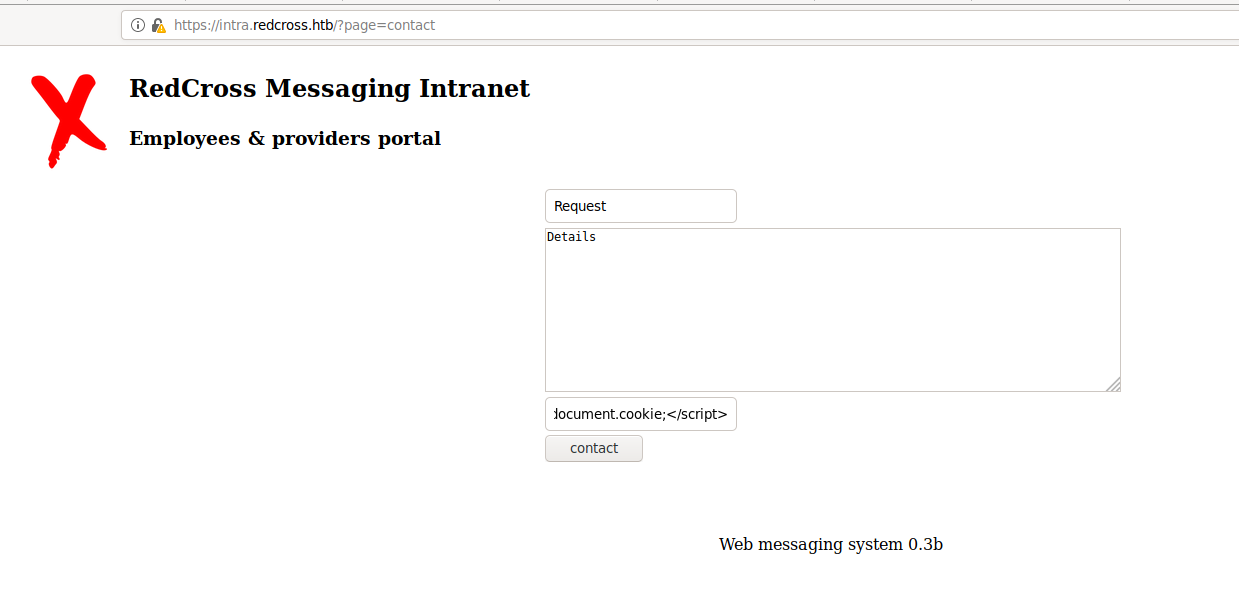 https://intra.redcross.htb/?page=contact
RedCross Messaging Intranet
Employees & providers portal
Request
Details
document.cookie;</script>
contact
Web messaging system 0.3b